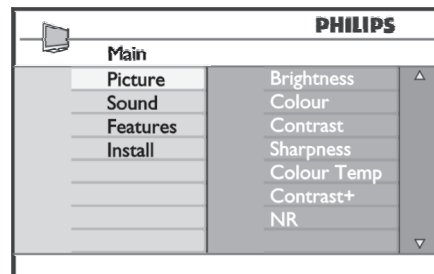 PHILIPS
Main
Picture
Sound
Features
Install
Brightness
Colour
Contrast
Sharpness
Colour Temp
Contrast+
NR